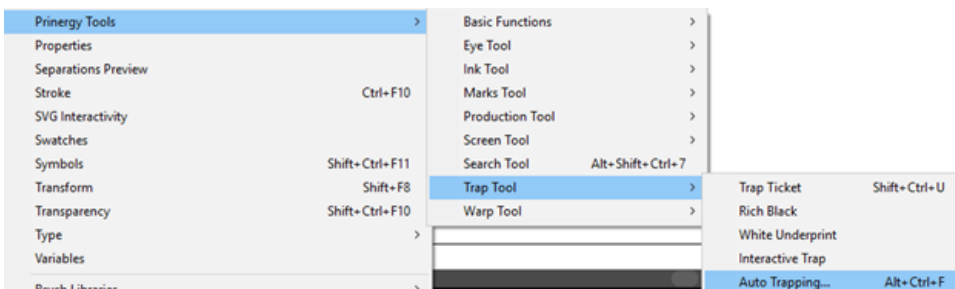 Prinergy Tools
Properties
Separations Preview
Stroke Ctrl+F10
SVG Interactivity
Swatches
Symbols Shift+Ctrl+F11
Transform Shift+F8
Transparency Shift+Ctrl+F10
Type
Variables
Brush Libraries
Basic Functions
Eye Tool
Ink Tool
Marks Tool
Production Tool
Screen Tool
Search Tool Alt+Shift+Ctrl+7
Trap Tool
Warp Tool
Trap Ticket Shift+Ctrl+U
Rich Black
White Underprint
Interactive Trap
Auto Trapping... Alt+Ctrl+F